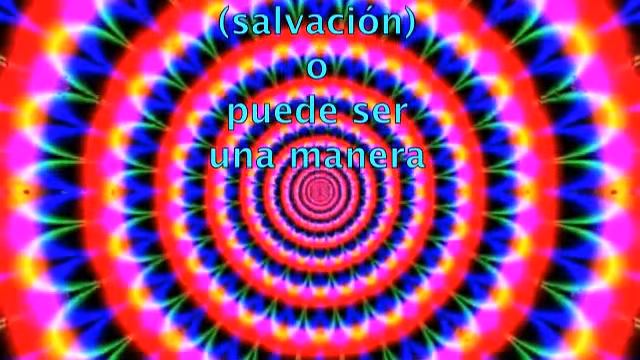 (salvación)
o
puede ser
una manera